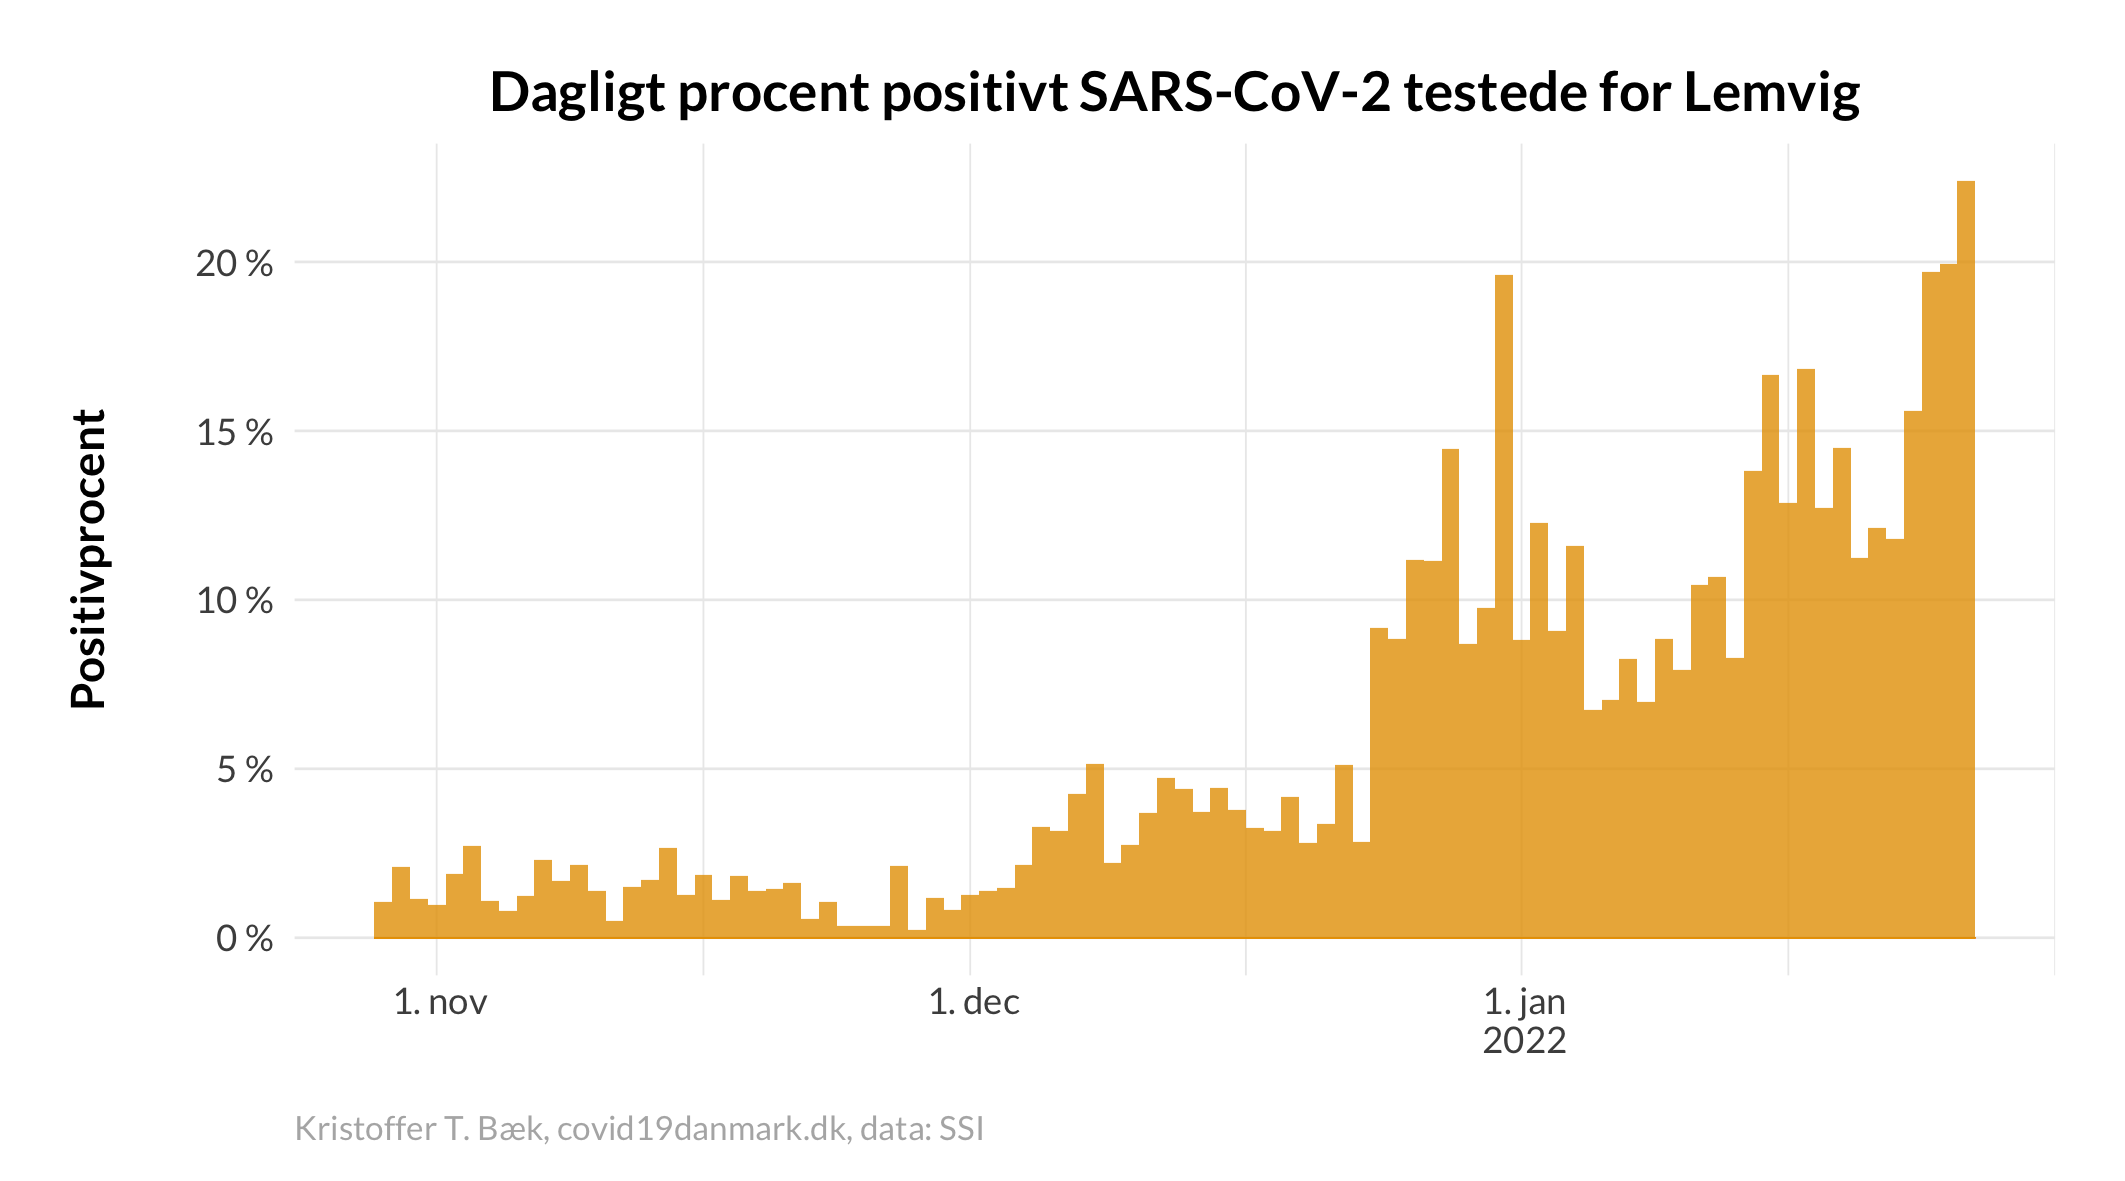 Dagligt procent positivt SARS-CoV-2 testede for Lemvig
Positivprocent
20 %
15 %
10 %
5 %
0 %
1. nov
1. dec
1. jan
2022
Kristoffer T. Bæk, covid19danmark.dk, data: SSI